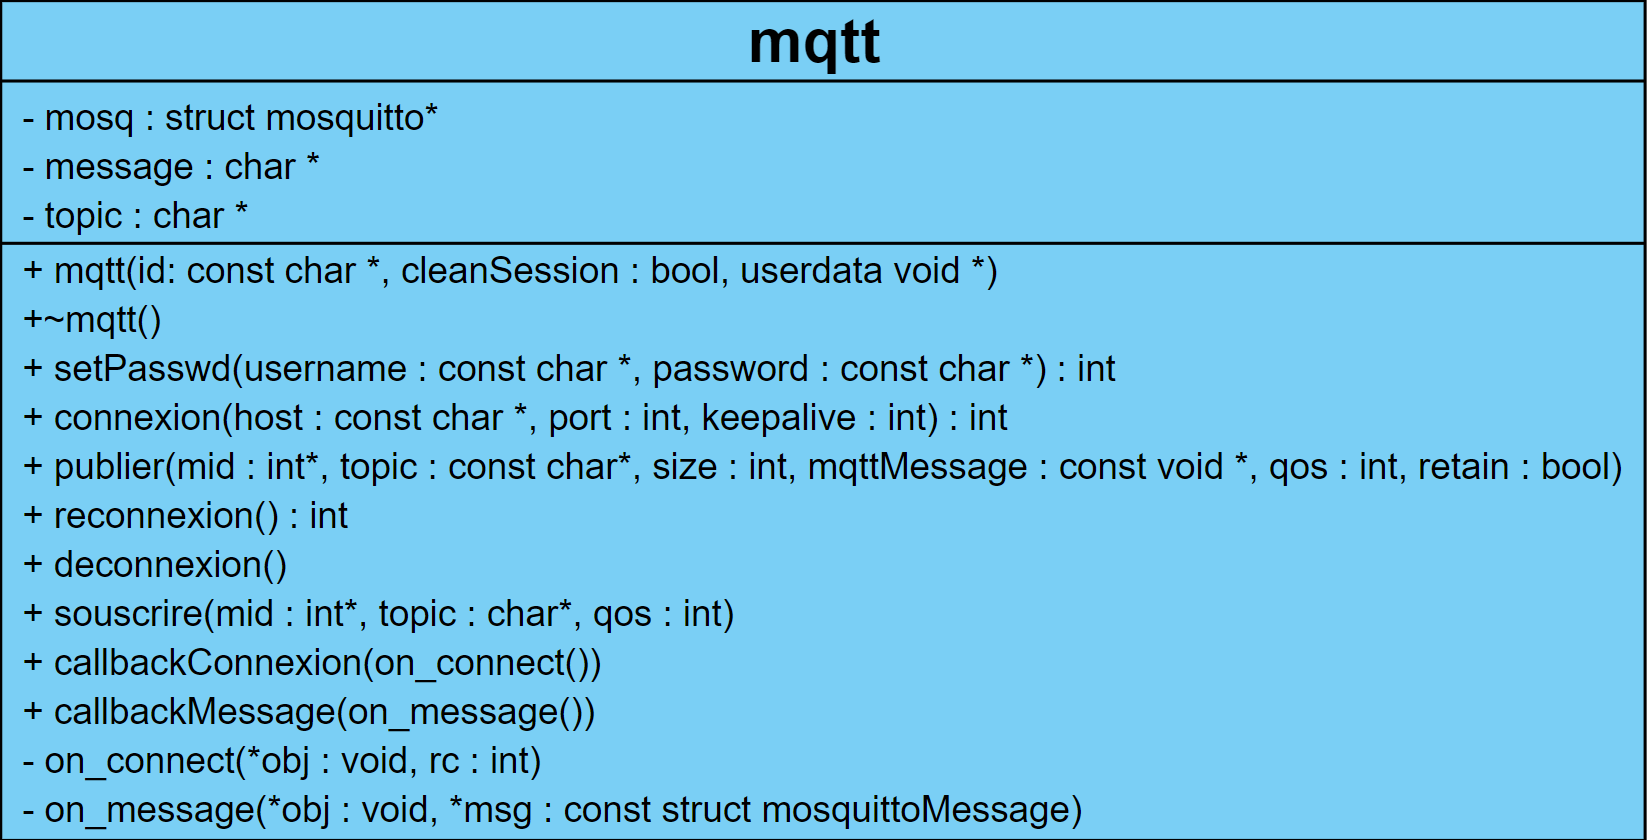 mqtt
- mosq : struct mosquitto*
- message : char *
- topic : char *
+ mqtt(id: const char *, cleanSession : bool, userdata void *)
+~mqtt()
+ setPasswd(username : const char *, password : const char *) : int
+ connexion(host : const char *, port : int, keepalive : int) : int
+ publier(mid : int*, topic : const char*, size : int, mqttMessage : const void *, qos : int, retain : bool)
+ reconnexion() : int
+ deconnexion()
+ souscrire(mid : int*, topic : char*, qos : int)
+ callbackConnexion(on_connect())
+ callbackMessage(on_message())
- on_connect(*obj : void, rc : int)
- on_message(*obj : void, *msg : const struct mosquittoMessage)